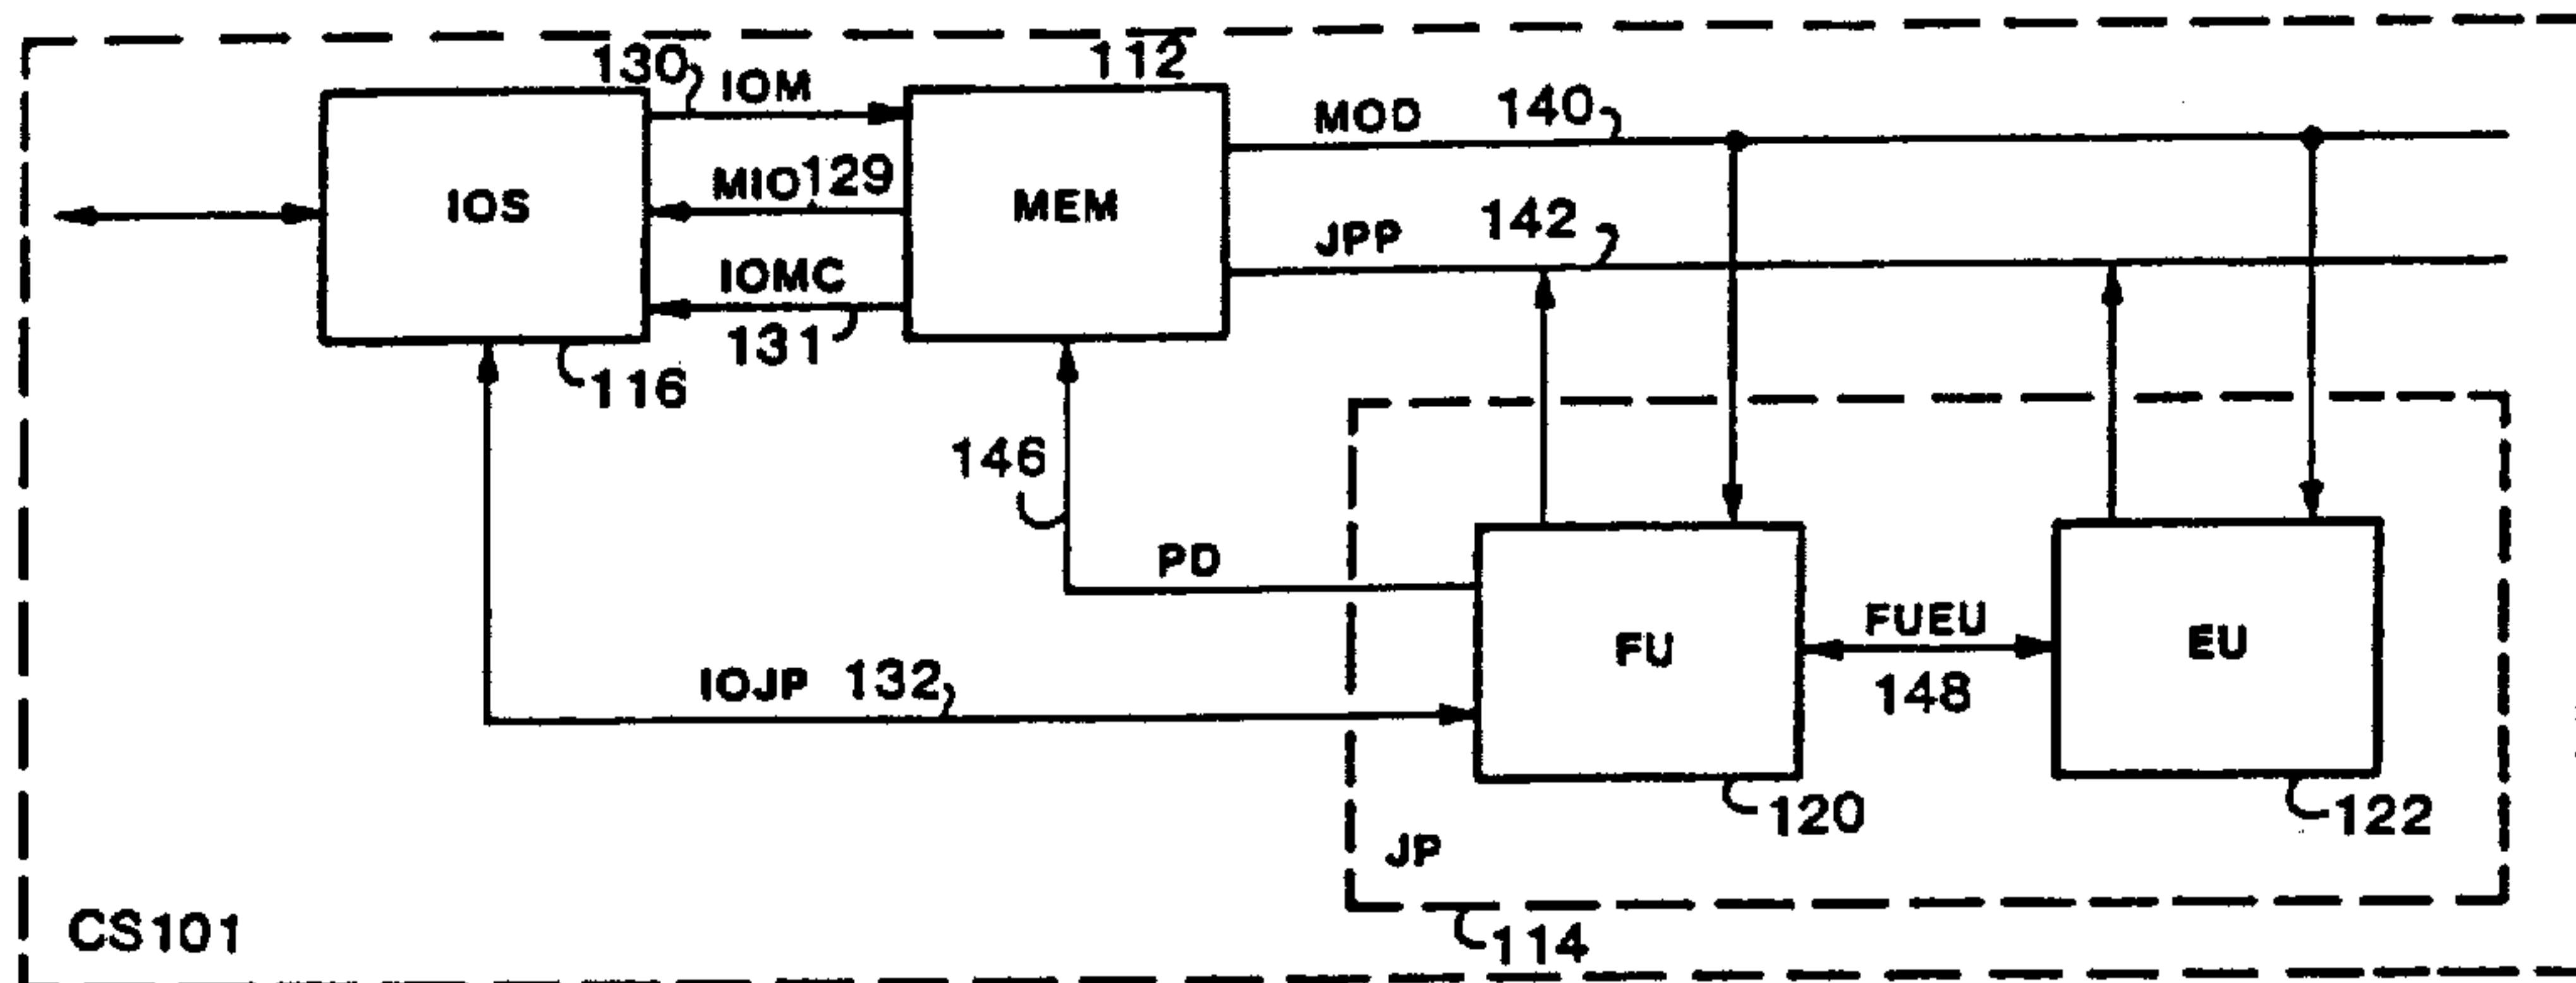 130
IOM
112
MOD
140
MIO
129
IOS
MEM
142
JPP
IOMC
131
116
146
PD
FUEU
FU
EU
IOJP
132
148
120
122
JP
CS101
114